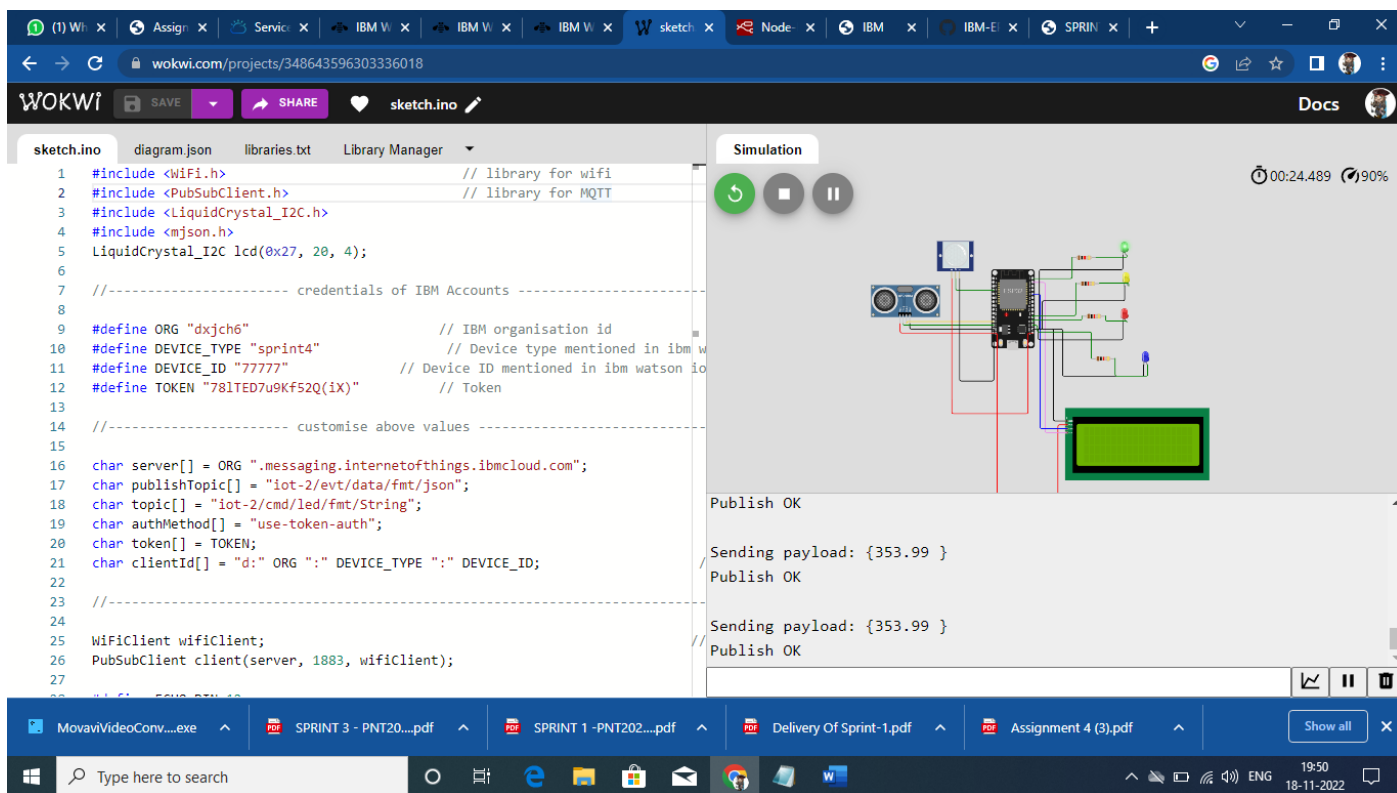 (1) Wh
Assign
Service
IBM W
IBM W
IBM W
sketch
Node-
IBM
IBM-E
SPRIN
wokwi.com/projects/348643596303336018
WOKWi
SAVE
SHARE
sketch.ino
Docs
sketch.ino
diagram.json
libraries.txt
Library Manager
Simulation
00:24.489
90%
1 #include <WiFi.h> // library for wifi
2 #include <PubSubClient.h> // library for MQTT
3 #include <LiquidCrystal_I2C.h>
4 #include <mjson.h>
5 LiquidCrystal_I2C lcd(0x27, 20, 4);
6
7 //----------------------- credentials of IBM Accounts ------------------------
8
9 #define ORG "dxjch6" // IBM organisation id
10 #define DEVICE_TYPE "sprint4" // Device type mentioned in ibm w
11 #define DEVICE_ID "77777" // Device ID mentioned in ibm watson io
12 #define TOKEN "78lTED7u9Kf52Q(iX)" // Token
13
14 //----------------------- customise above values -----------------------------
15
16 char server[] = ORG ".messaging.internetofthings.ibmcloud.com";
17 char publishTopic[] = "iot-2/evt/data/fmt/json";
18 char topic[] = "iot-2/cmd/led/fmt/String";
19 char authMethod[] = "use-token-auth";
20 char token[] = TOKEN;
21 char clientId[] = "d:" ORG ":" DEVICE_TYPE ":" DEVICE_ID; /
22
23 //------------------------------------------------------------------------------
24
25 WiFiClient wifiClient; //
26 PubSubClient client(server, 1883, wifiClient);
27
Publish OK
Sending payload: {353.99 }
Publish OK
Sending payload: {353.99 }
Publish OK
MovaviVideoConv....exe
SPRINT 3 - PNT20....pdf
SPRINT 1 -PNT202....pdf
Delivery Of Sprint-1.pdf
Assignment 4 (3).pdf
Show all
Type here to search
ENG
19:50
18-11-2022